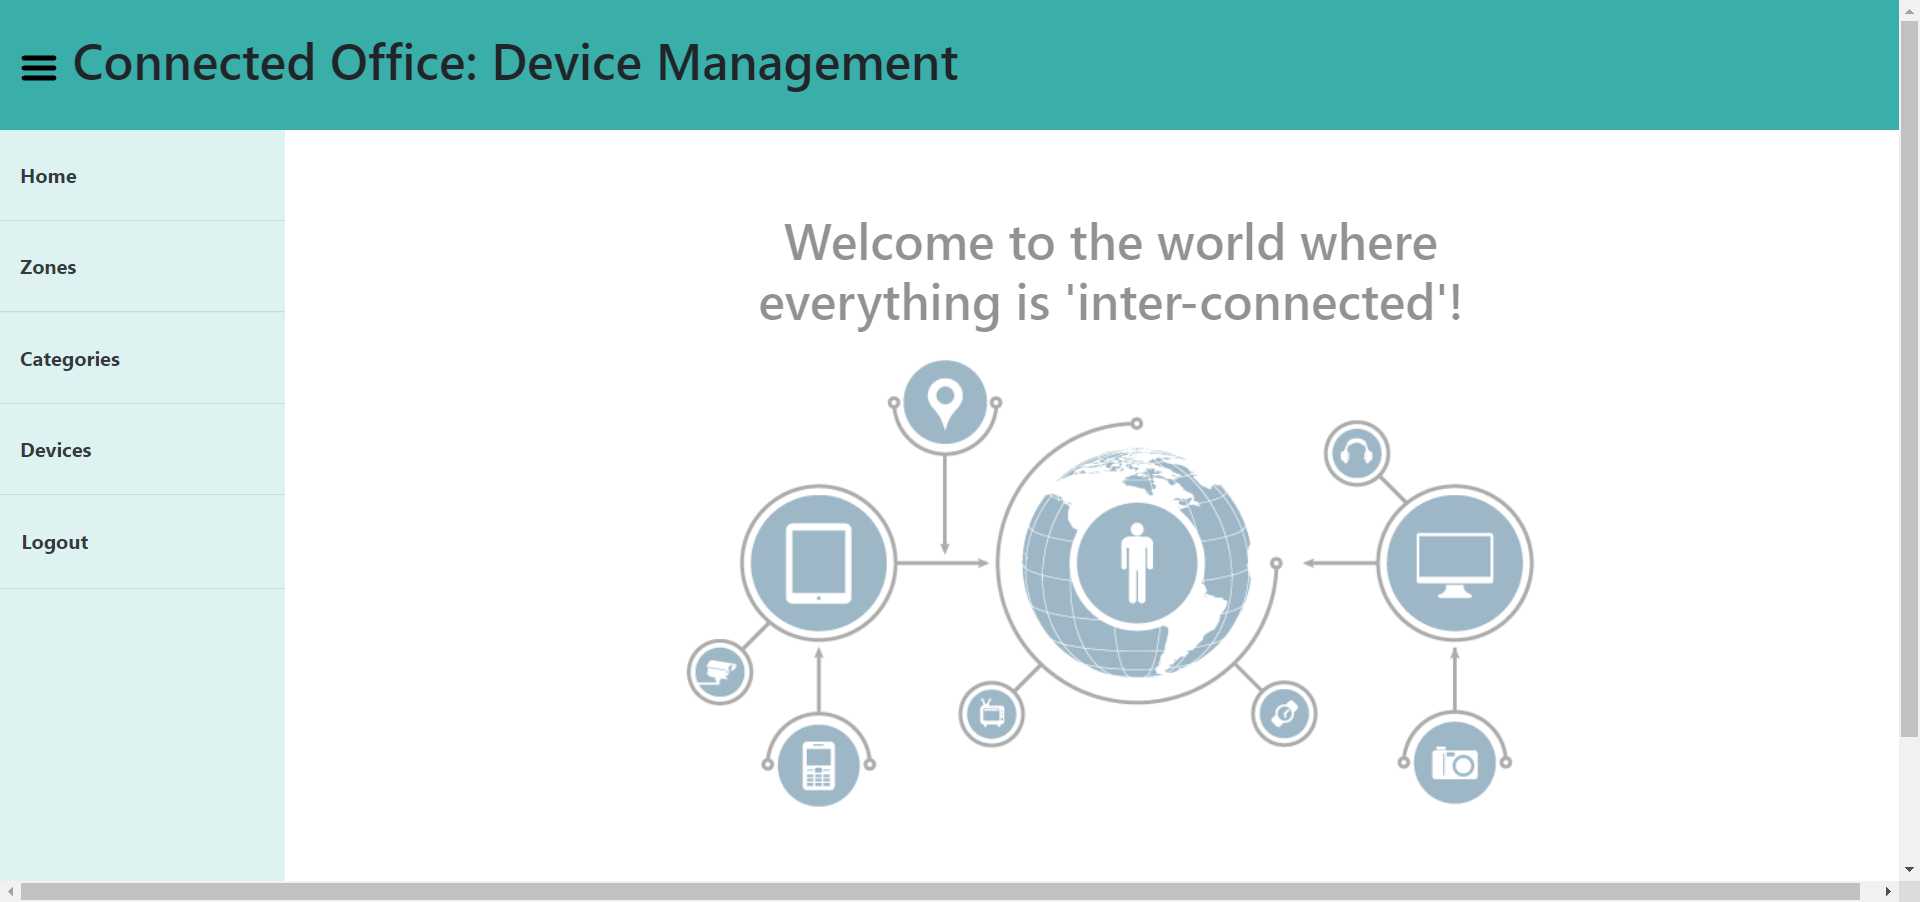 Connected Office: Device Management
Home
Zones
Categories
Devices
Logout
Welcome to the world where
everything is 'inter-connected'!